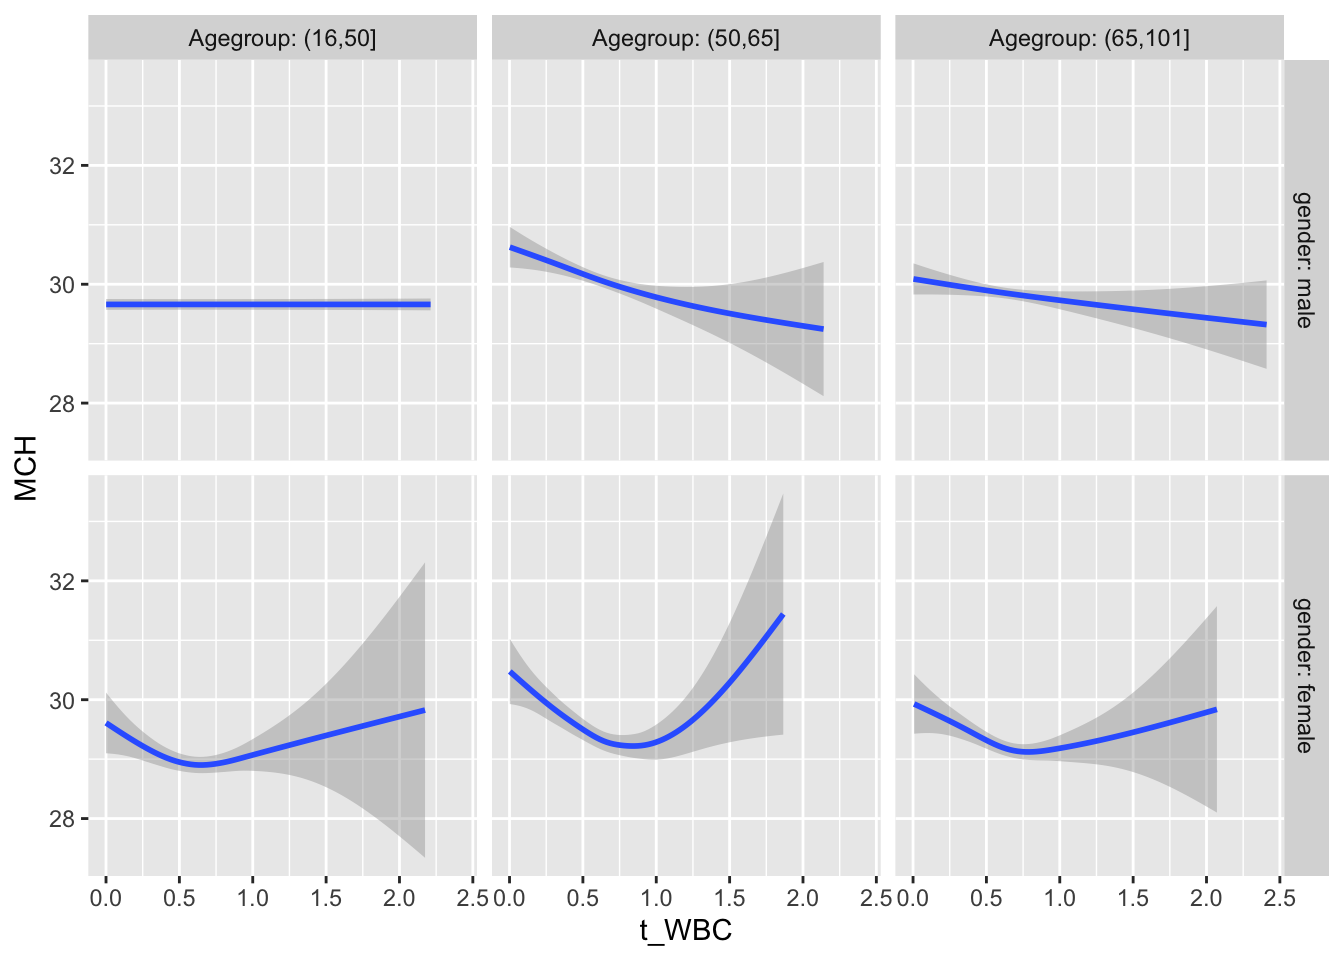 Agegroup: (16,50]
Agegroup: (50,65]
Agegroup: (65,101]
32
30
28
gender: male
MCH
32
30
28
gender: female
0.0 0.5 1.0 1.5 2.0 2.5
0.0 0.5 1.0 1.5 2.0 2.5
0.0 0.5 1.0 1.5 2.0 2.5
t_WBC